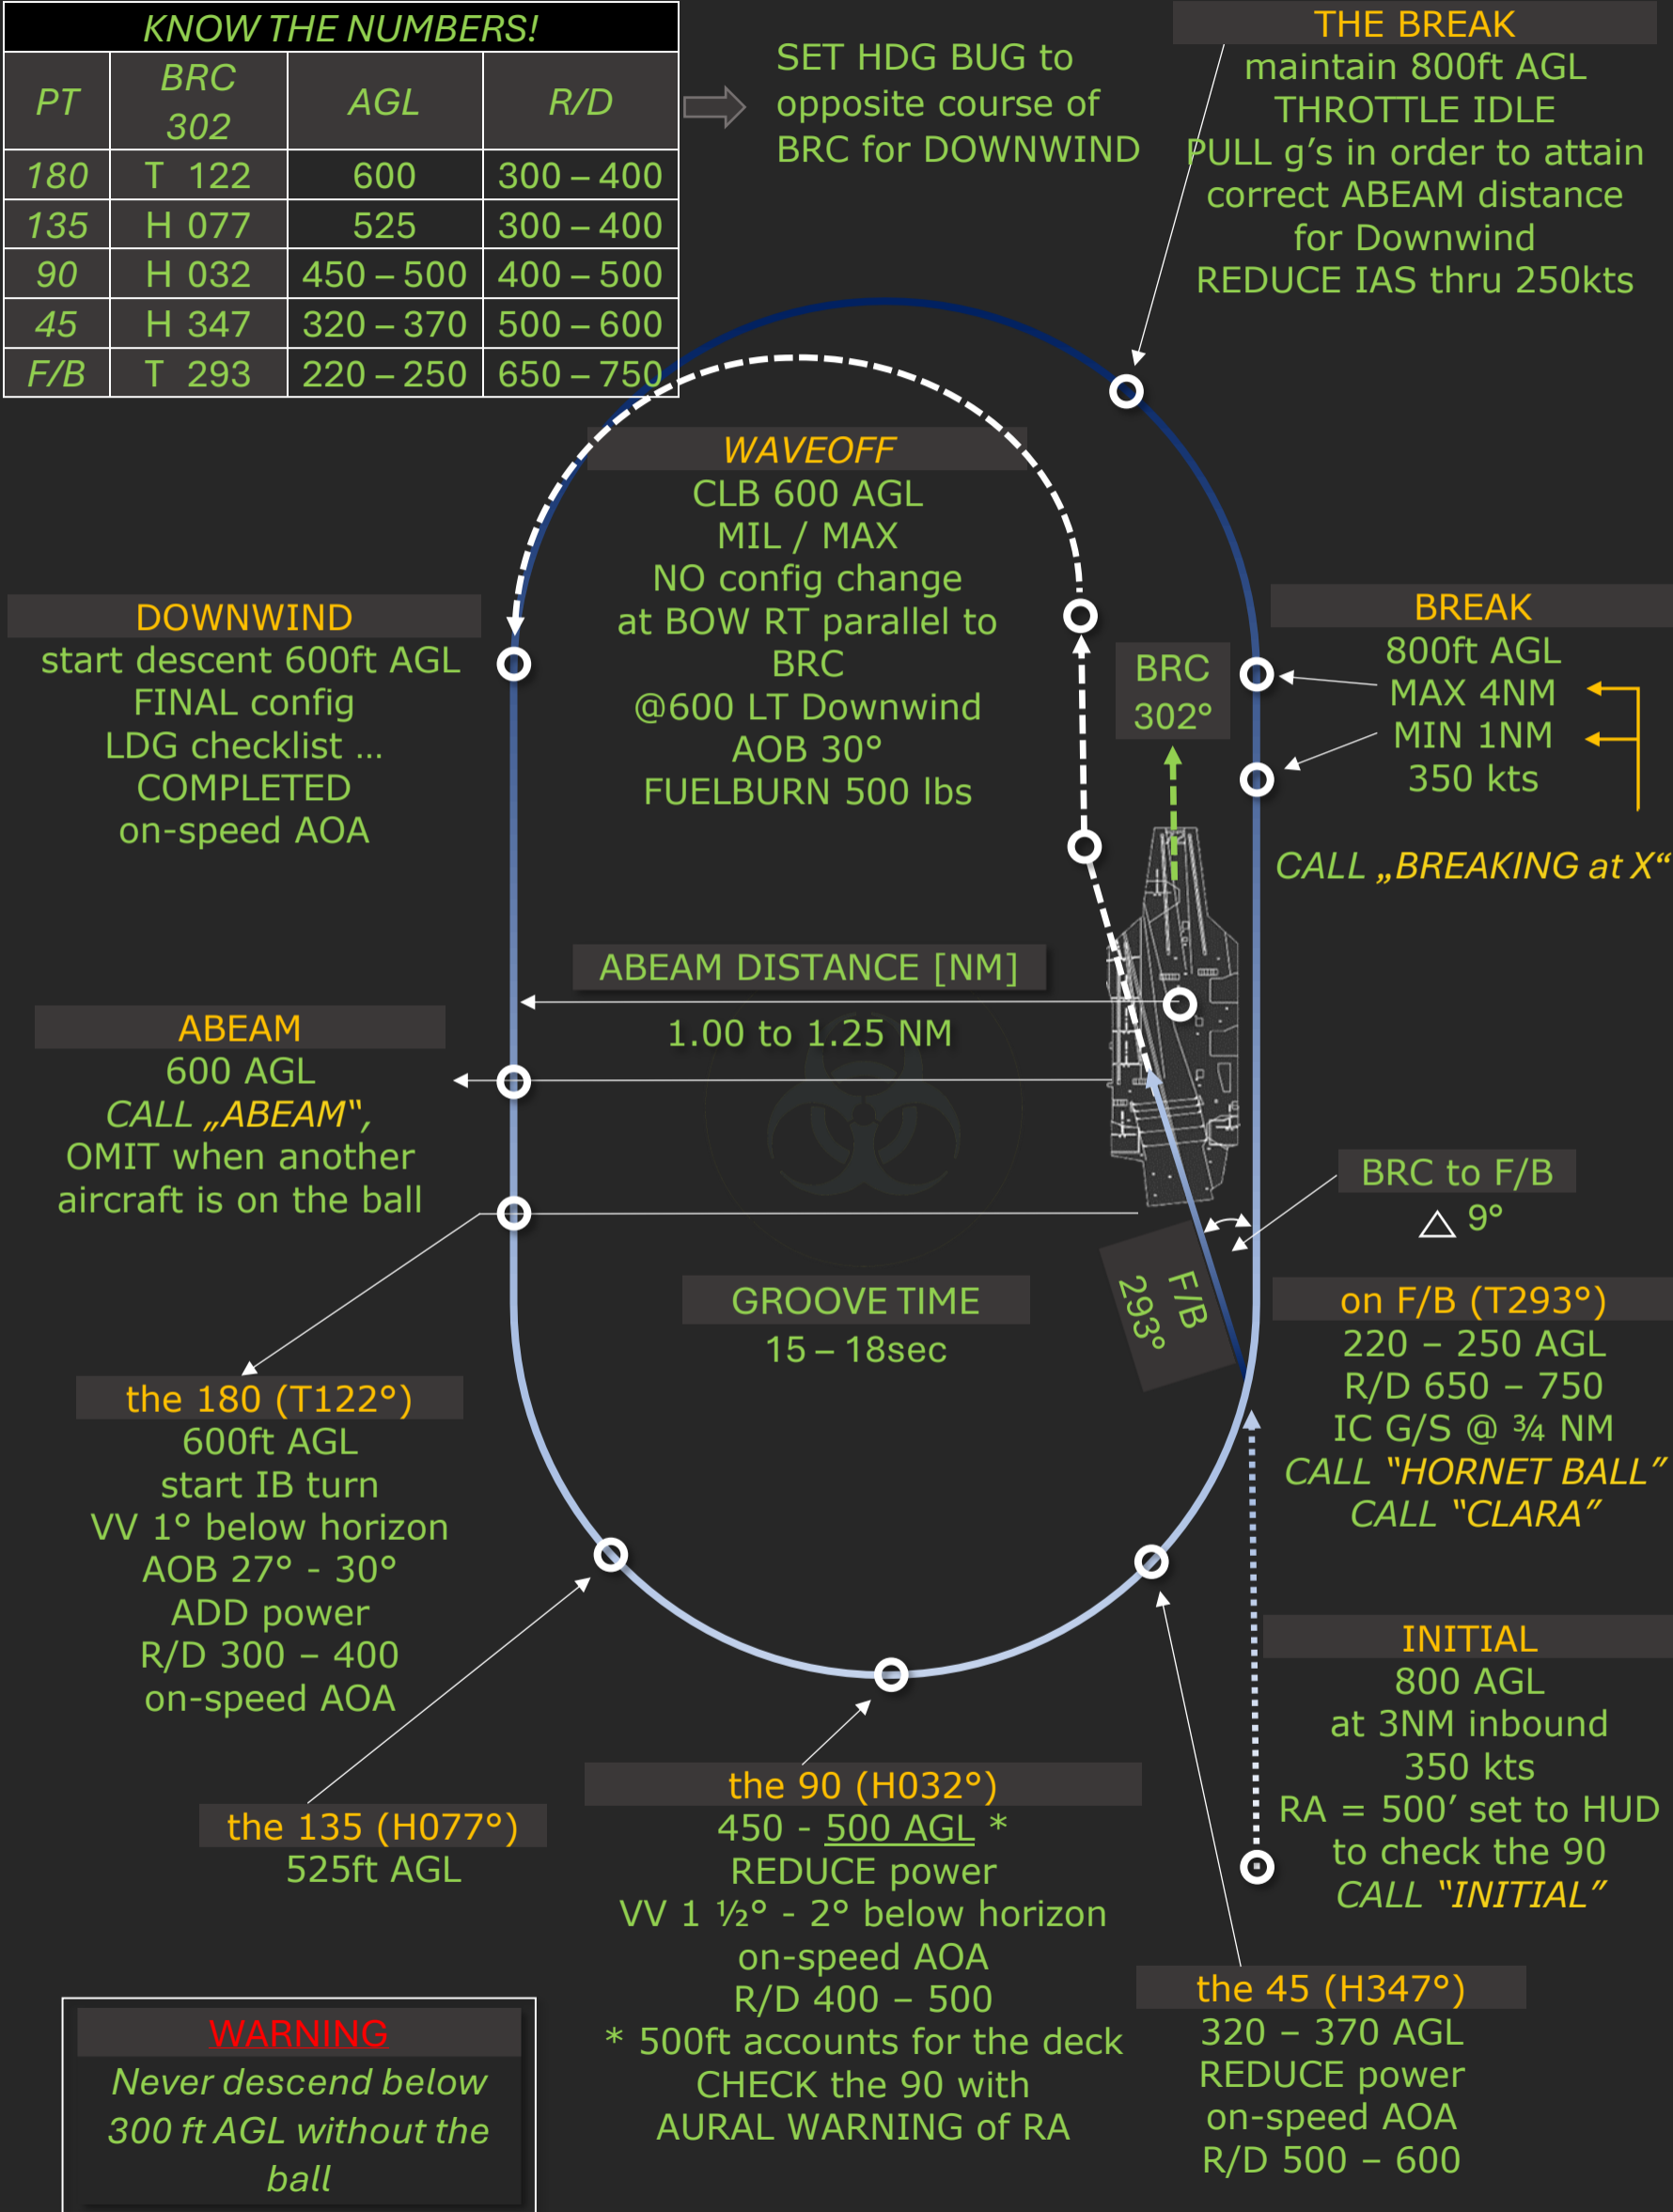 KNOW THE NUMBERS!
PT BRC 302 AGL R/D
180 T 122 600 300 – 400
135 H 077 525 300 – 400
90 H 032 450 – 500 400 – 500
45 H 347 320 – 370 500 – 600
F/B T 293 220 – 250 650 – 750
SET HDG BUG to
opposite course of
BRC for DOWNWIND
THE BREAK
maintain 800ft AGL
THROTTLE IDLE
PULL g's in order to attain
correct ABEAM distance
for Downwind
REDUCE IAS thru 250kts
WAVEOFF
CLB 600 AGL
MIL / MAX
NO config change
at BOW RT parallel to
BRC
@600 LT Downwind
AOB 30°
FUELBURN 500 lbs
DOWNWIND
start descent 600ft AGL
FINAL config
LDG checklist ...
COMPLETED
on-speed AOA
BRC
302°
BREAK
800ft AGL
MAX 4NM
MIN 1NM
350 kts
CALL „BREAKING at X“
ABEAM DISTANCE [NM]
1.00 to 1.25 NM
ABEAM
600 AGL
CALL „ABEAM“,
OMIT when another
aircraft is on the ball
BRC to F/B
△ 9°
F/B
293°
GROOVE TIME
15 – 18sec
on F/B (T293°)
220 – 250 AGL
R/D 650 – 750
IC G/S @ ¾ NM
CALL “HORNET BALL”
CALL “CLARA”
the 180 (T122°)
600ft AGL
start IB turn
VV 1° below horizon
AOB 27° - 30°
ADD power
R/D 300 – 400
on-speed AOA
INITIAL
800 AGL
at 3NM inbound
350 kts
RA = 500’ set to HUD
to check the 90
CALL “INITIAL”
the 135 (H077°)
525ft AGL
the 90 (H032°)
450 - 500 AGL *
REDUCE power
VV 1 ½° - 2° below horizon
on-speed AOA
R/D 400 – 500
* 500ft accounts for the deck
CHECK the 90 with
AURAL WARNING of RA
the 45 (H347°)
320 – 370 AGL
REDUCE power
on-speed AOA
R/D 500 – 600
WARNING
Never descend below
300 ft AGL without the
ball